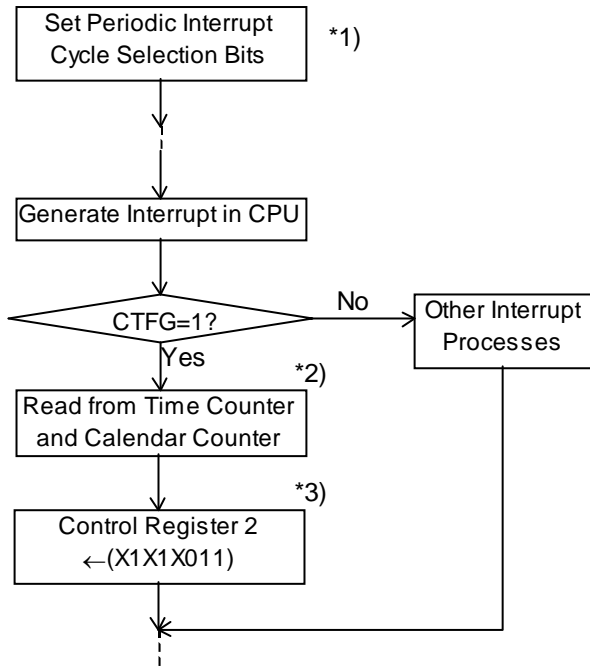 Set Periodic Interrupt
Cycle Selection Bits
*1)
Generate Interrupt in CPU
CTFG=1?
No
Other Interrupt
Processes
Yes
*2)
Read from Time Counter
and Calendar Counter
*3)
Control Register 2
←(X1X1X011)